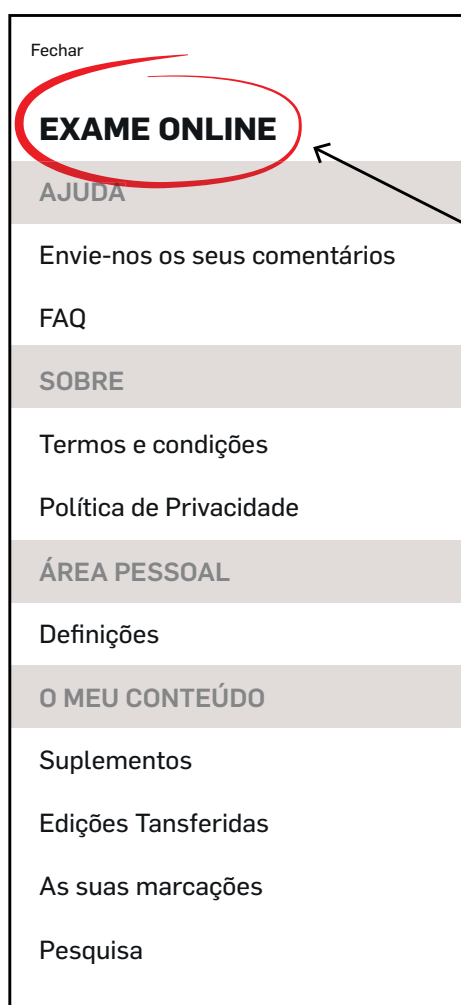 Fechar
EXAME ONLINE
AJUDA
Envie-nos os seus comentários
FAQ
SOBRE
Termos e condições
Política de Privacidade
ÁREA PESSOAL
Definições
O MEU CONTEÚDO
Suplementos
Edições Tansferidas
As suas marcações
Pesquisa